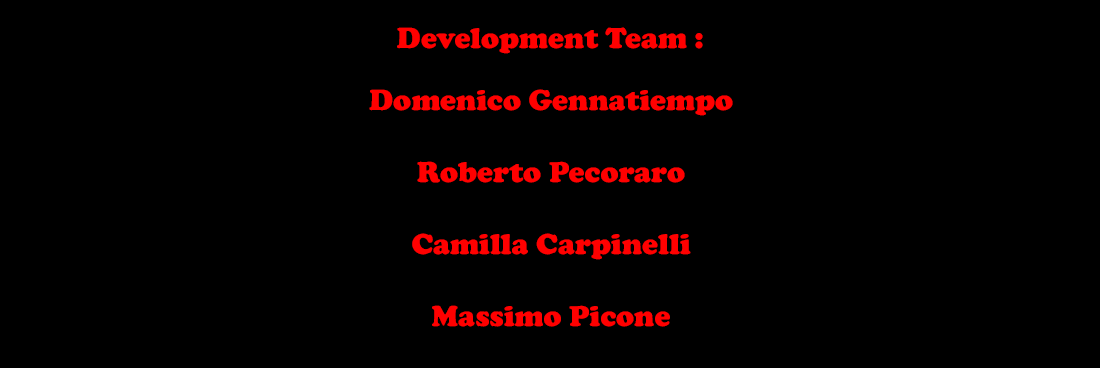 Development Team :
Domenico Gennatiempo
Roberto Pecoraro
Camilla Carpinelli
Massimo Picone